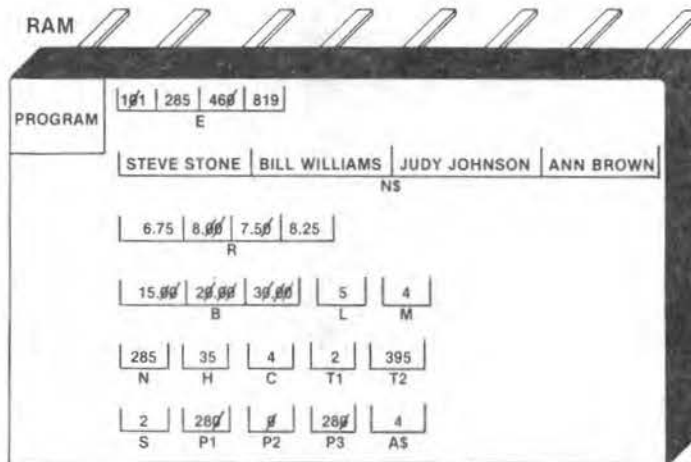 RAM
PROGRAM
101 285 460 819
E
STEVE STONE BILL WILLIAMS JUDY JOHNSON ANN BROWN
N$
6.75 8.00 7.50 8.25
R
15.00 20.00 30.00 5 4
B L M
285 35 4 2 395
N H C T1 T2
2 280 0 280 4
S P1 P2 P3 A$